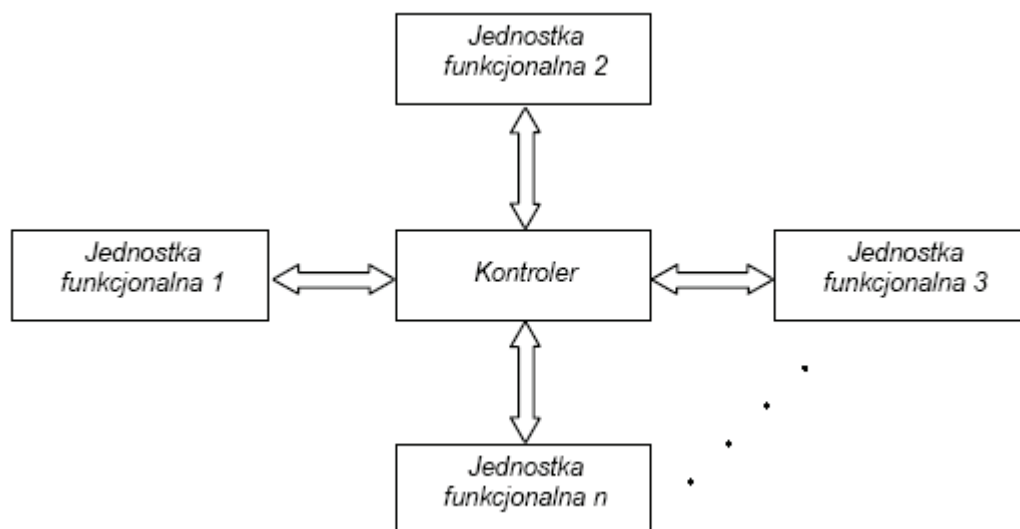 Jednostka
funkcjonalna 2
Jednostka
funkcjonalna 1
Kontroler
Jednostka
funkcjonalna 3
Jednostka
funkcjonalna n